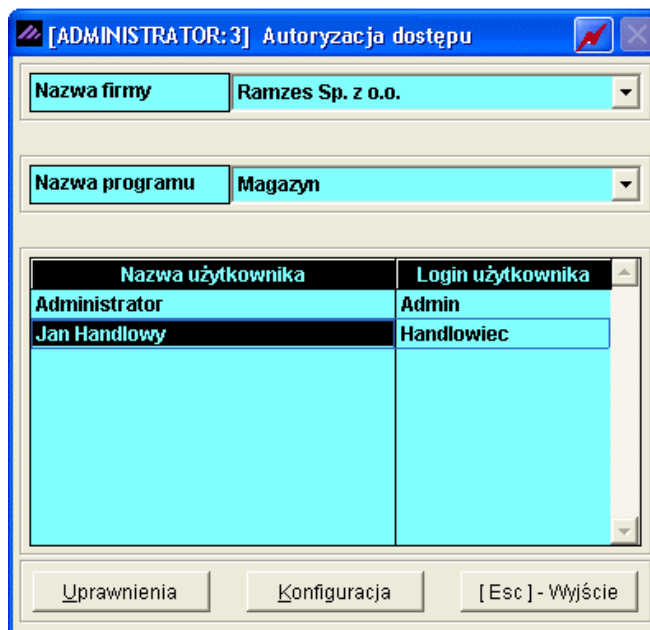 [ADMINISTRATOR:3] Autoryzacja dostępu
Nazwa firmy Ramzes Sp. z o.o.
Nazwa programu Magazyn
Nazwa użytkownika Login użytkownika
Administrator Admin
Jan Handlowy Handlowiec
Uprawnienia Konfiguracja [ Esc ] - Wyjście